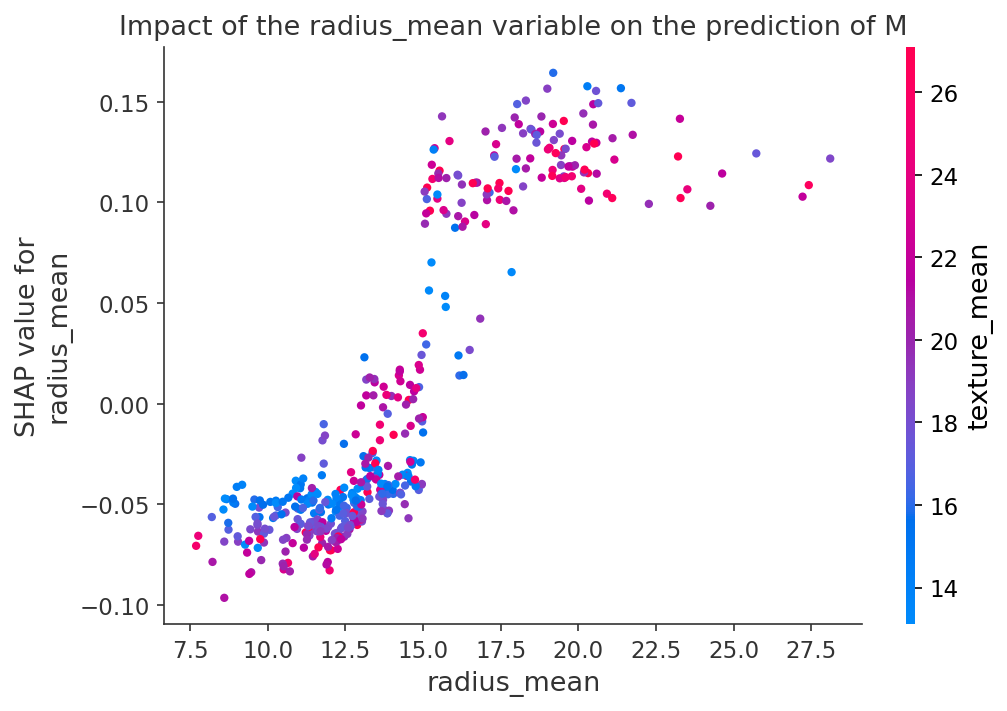 Impact of the radius_mean variable on the prediction of M
SHAP value for
radius_mean
0.15
0.10
0.05
0.00
−0.05
−0.10
7.5 10.0 12.5 15.0 17.5 20.0 22.5 25.0 27.5
radius_mean
26
24
22
20
18
16
14
texture_mean